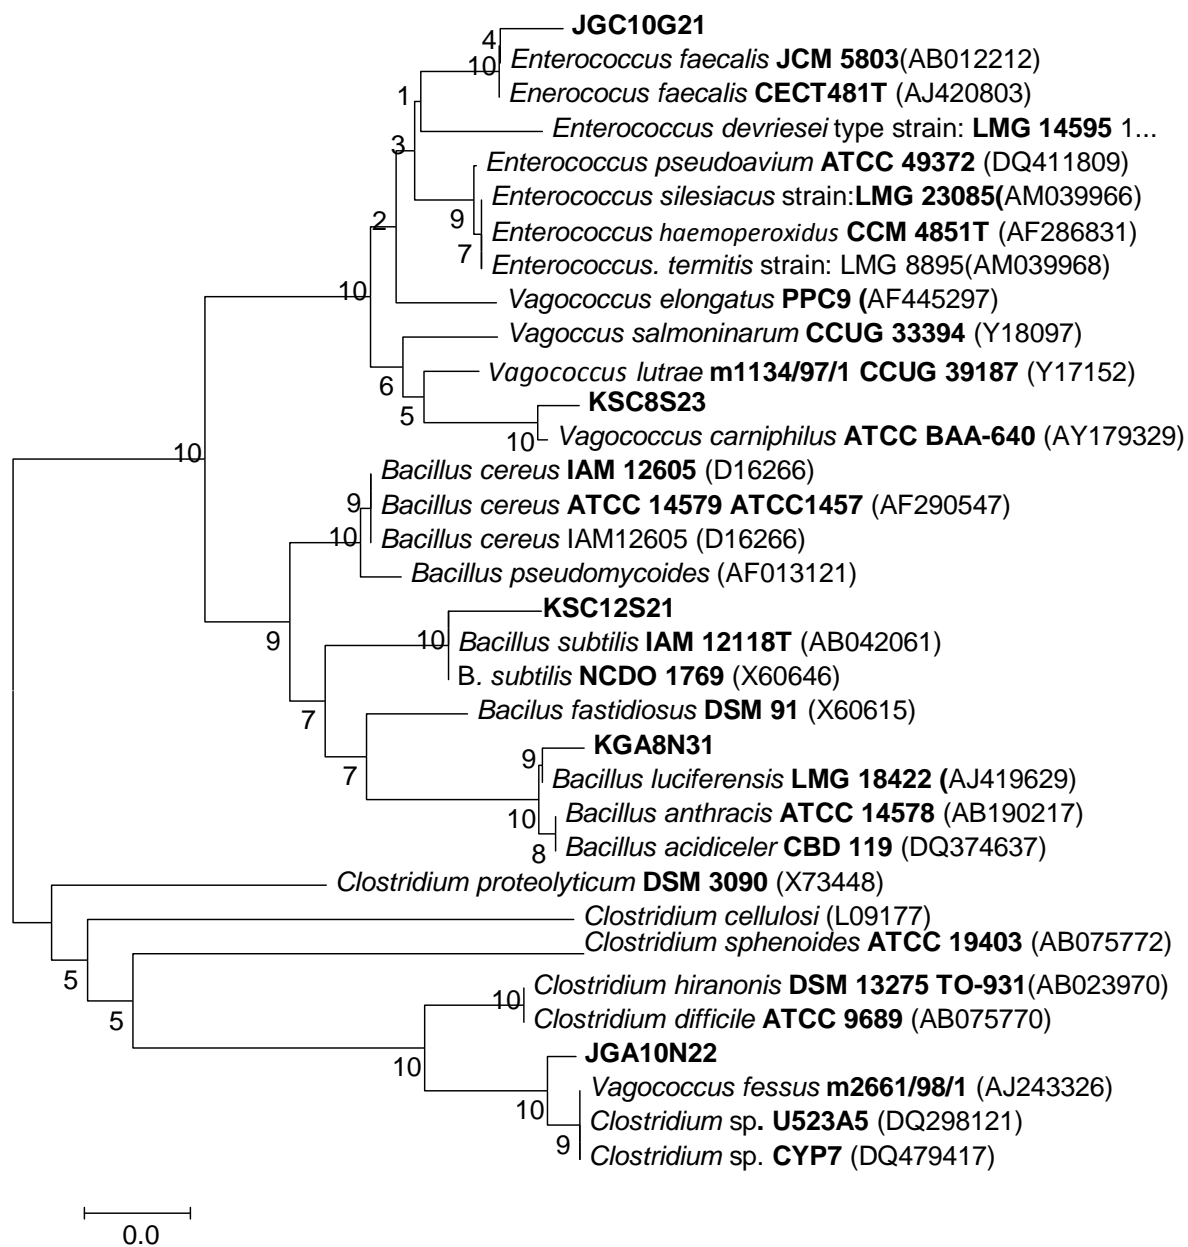 JGC10G21
4
Enterococcus faecalis JCM 5803(AB012212)
10
Enerococus faecalis CECT481T (AJ420803)
1
Enterococcus devriesei type strain: LMG 14595 1...
3
Enterococcus pseudoavium ATCC 49372 (DQ411809)
Enterococcus silesiacus strain:LMG 23085(AM039966)
9
2
Enterococcus haemoperoxidus CCM 4851T (AF286831)
7
Enterococcus. termitis strain: LMG 8895(AM039968)
10
Vagococcus elongatus PPC9 (AF445297)
Vagoccus salmoninarum CCUG 33394 (Y18097)
Vagococcus lutrae m1134/97/1 CCUG 39187 (Y17152)
6
KSC8S23
5
10
Vagococcus carniphilus ATCC BAA-640 (AY179329)
10
Bacillus cereus IAM 12605 (D16266)
9
Bacillus cereus ATCC 14579 ATCC1457 (AF290547)
10
Bacillus cereus IAM12605 (D16266)
Bacillus pseudomycoides (AF013121)
KSC12S21
9
10
Bacillus subtilis IAM 12118T (AB042061)
B. subtilis NCDO 1769 (X60646)
7
Bacilus fastidiosus DSM 91 (X60615)
KGA8N31
9
7
Bacillus luciferensis LMG 18422 (AJ419629)
10
Bacillus anthracis ATCC 14578 (AB190217)
8
Bacillus acidiceler CBD 119 (DQ374637)
Clostridium proteolyticum DSM 3090 (X73448)
Clostridium cellulosi (L09177)
Clostridium sphenoides ATCC 19403 (AB075772)
5
Clostridium hiranonis DSM 13275 TO-931(AB023970)
10
5
Clostridium difficile ATCC 9689 (AB075770)
JGA10N22
10
Vagococcus fessus m2661/98/1 (AJ243326)
10
Clostridium sp. U523A5 (DQ298121)
9
Clostridium sp. CYP7 (DQ479417)
0.0